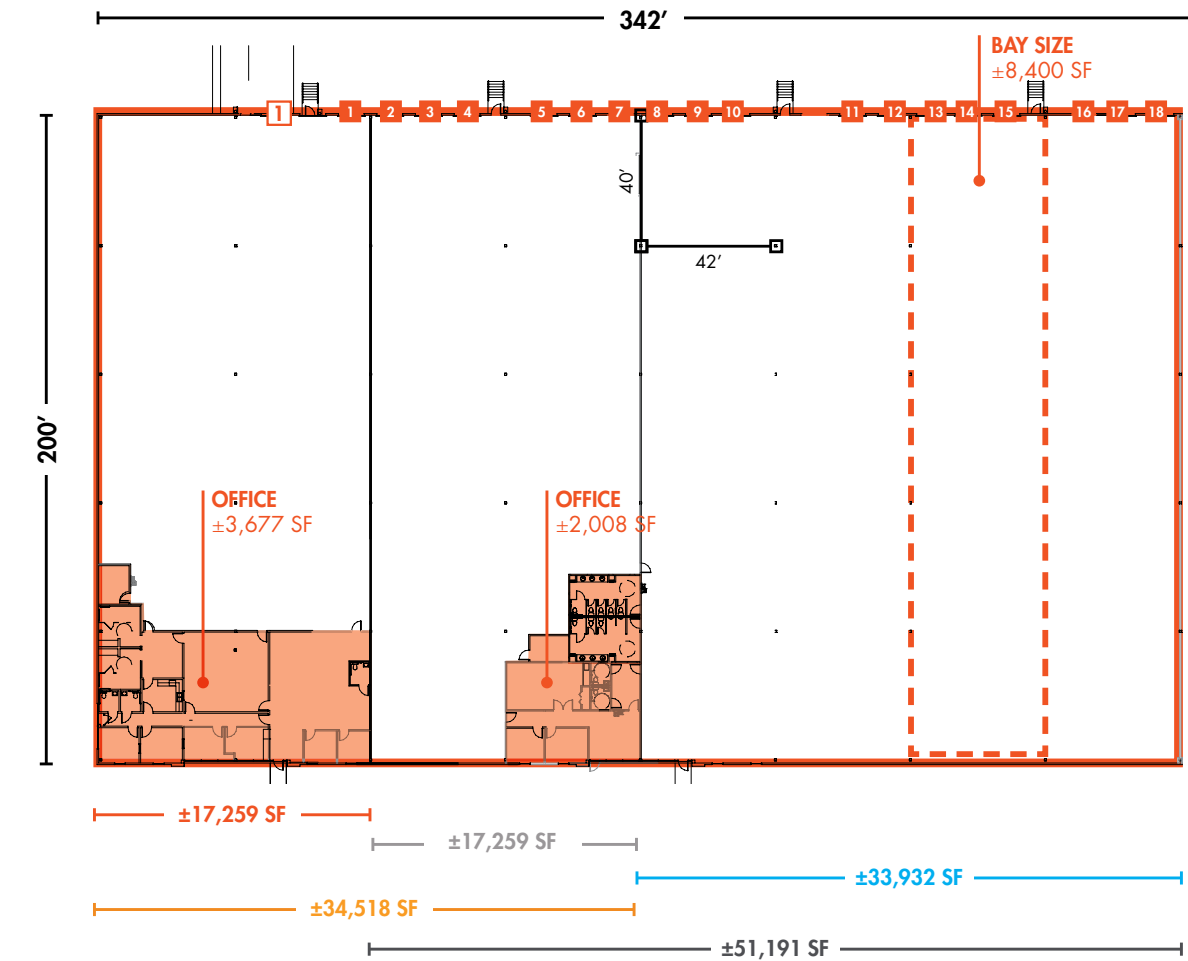 342’
BAY SIZE
±8,400 SF
1
1
2
3
4
5
6
7
8
9
10
11
12
13
14
15
16
17
18
40’
42’
200’
OFFICE
±3,677 SF
OFFICE
±2,008 SF
±17,259 SF
±17,259 SF
±33,932 SF
±34,518 SF
±51,191 SF